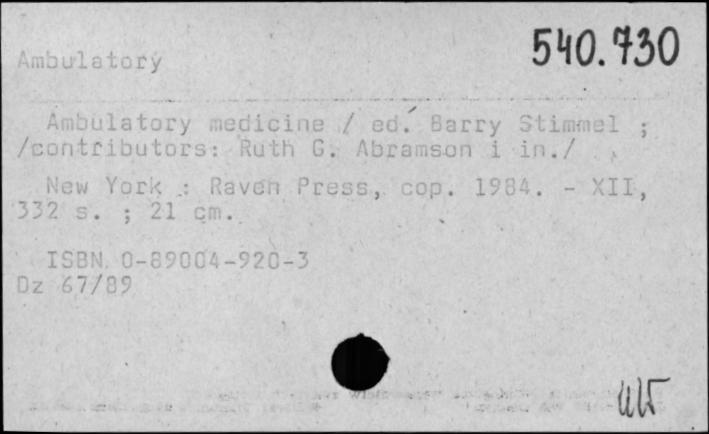 540.730
Ambulatory
Ambulatory medicine / ed. Barry Stimmel ;
/contributors: Ruth G. Abramson i in./
New York : Raven Press, cop. 1984. - XII,
332 s. ; 21 cm.
ISBN 0-89004-920-3
Dz 67/89